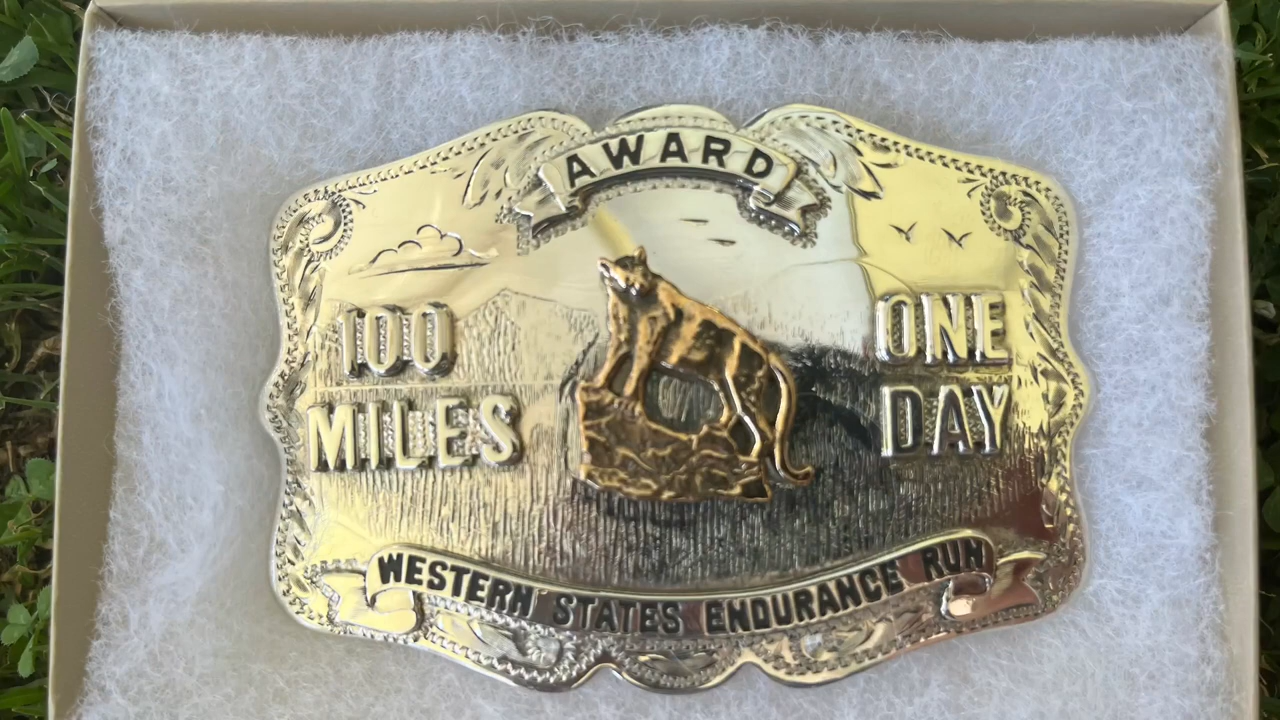 AWARD
100
MILES
ONE
DAY
WESTERN STATES ENDURANCE RUN